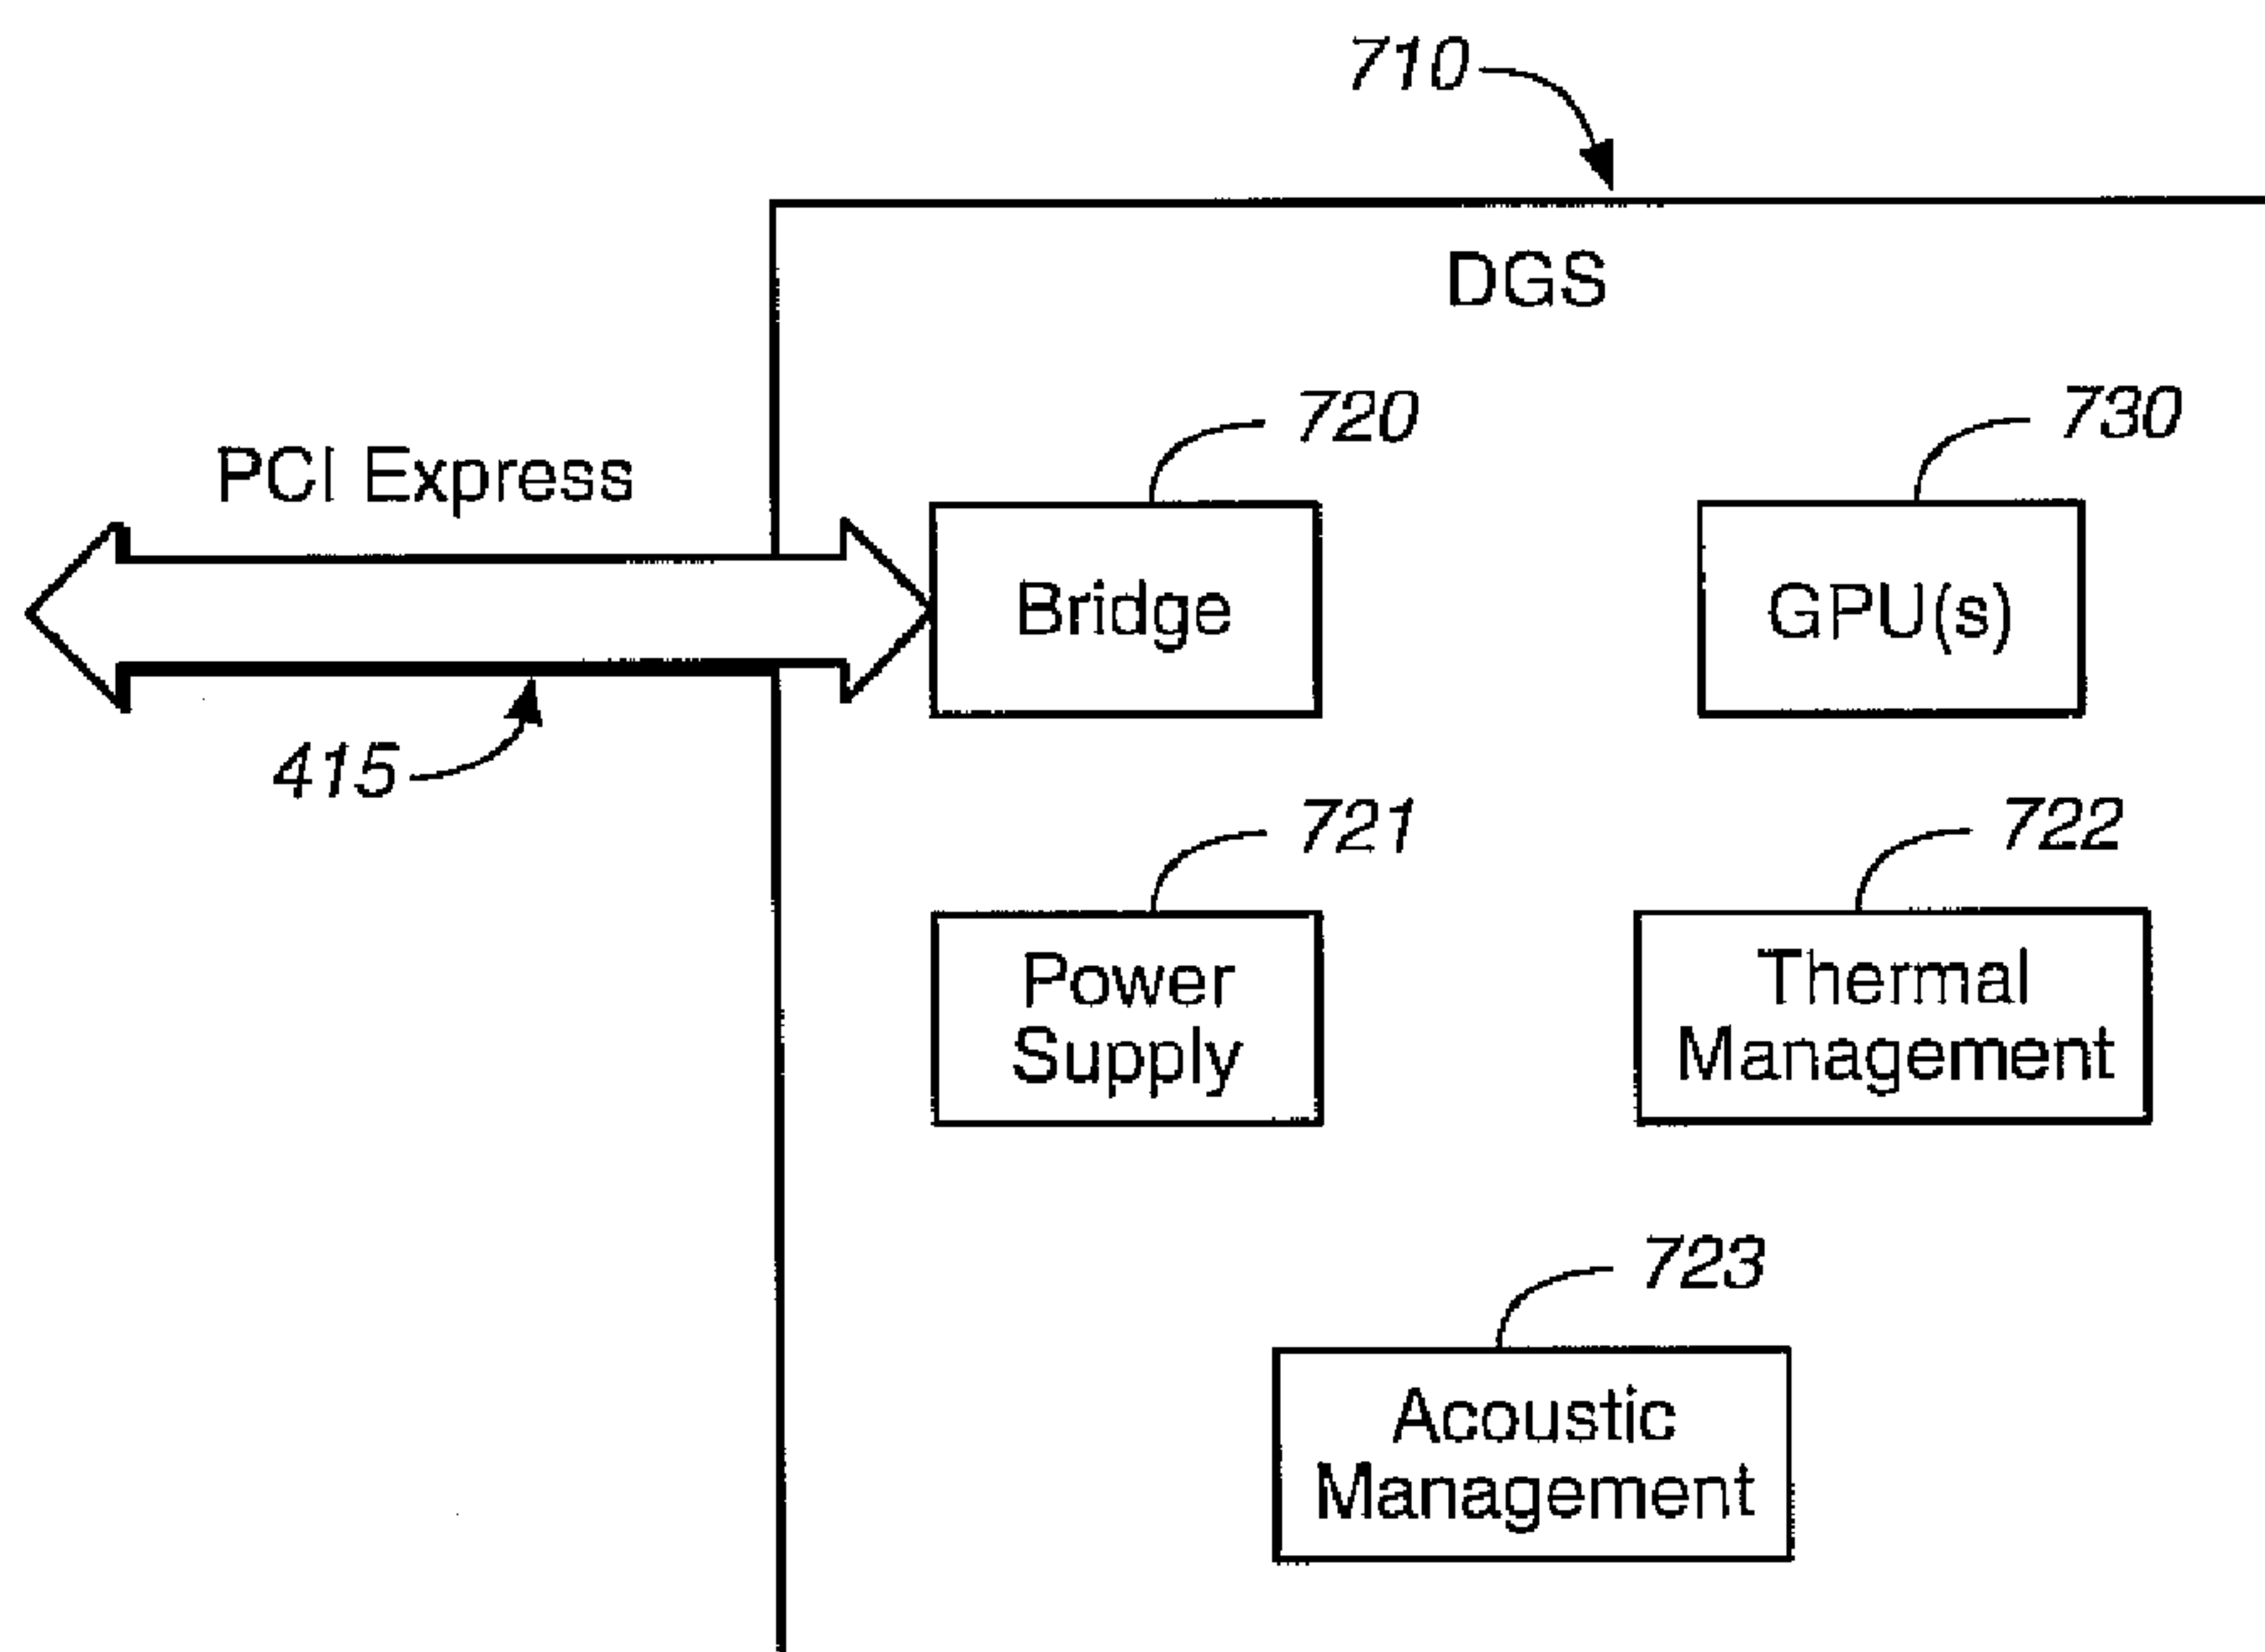 710
DGS
720
730
PCI Express
Bridge
GPU(s)
415
721
722
Power
Supply
Thermal
Management
723
Acoustic
Management